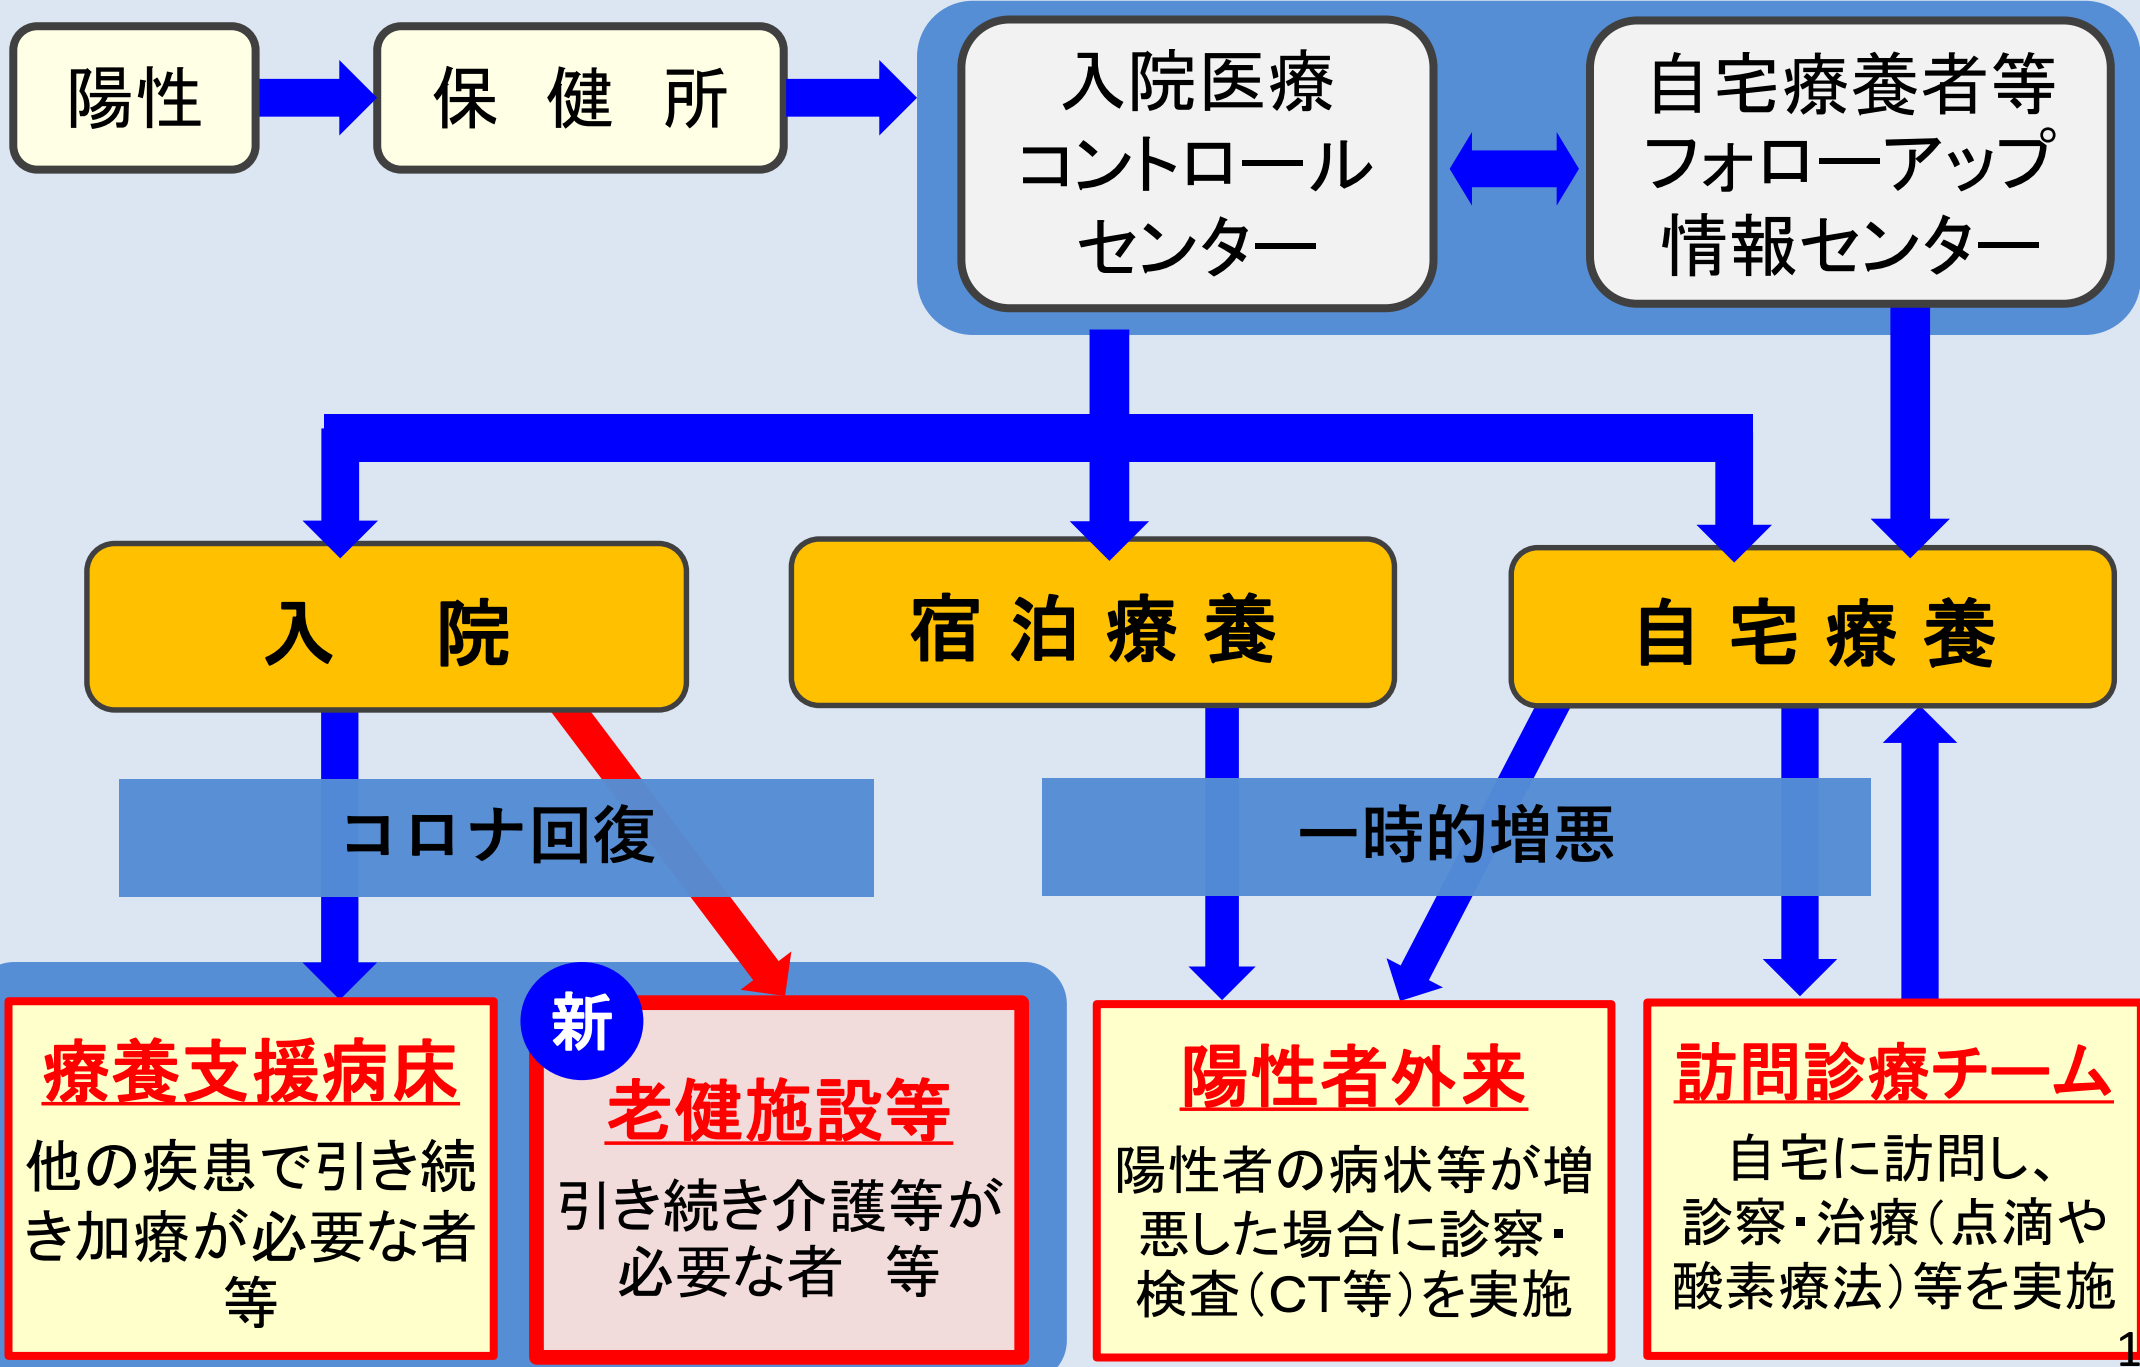 陽性
保　健　所
入院医療
コントロール
センター
自宅療養者等
フォローアップ
情報センター
入　院
宿 泊 療 養
自 宅 療 養
コロナ回復
一時的増悪
療養支援病床
他の疾患で引き続
き加療が必要な者
等
新
老健施設等
引き続き介護等が
必要な者　等
陽性者外来
陽性者の病状等が増
悪した場合に診察・
検査（CT等）を実施
訪問診療チーム
自宅に訪問し、
診察・治療（点滴や
酸素療法）等を実施
1